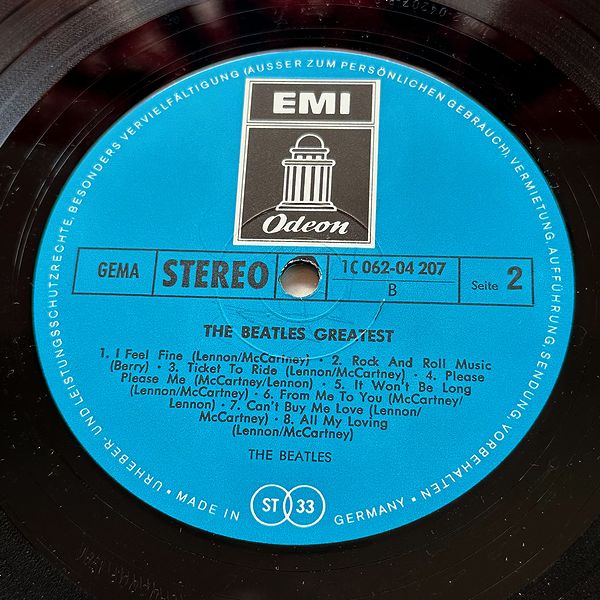 URHEBER- UND LEISTUNGSSCHUTZRECHTE, BESONDERS VERVIELFÄLTIGUNG (AUSSER ZUM PERSÖNLICHEN GEBRAUCH), VERMIETUNG, AUFFÜHRUNG, SENDUNG, VORBEHALTEN •
EMI
Odeon
GEMA
STEREO
1C 062-04 207
B
Seite 2
THE BEATLES GREATEST
1. I Feel Fine (Lennon/McCartney) · 2. Rock And Roll Music
(Berry) · 3. Ticket To Ride (Lennon/McCartney) · 4. Please
Please Me (McCartney/Lennon) · 5. It Won't Be Long
(Lennon/McCartney) · 6. From Me To You (McCartney/
Lennon) · 7. Can't Buy Me Love (Lennon/
McCartney) · 8. All My Loving
(Lennon/McCartney)
THE BEATLES
• MADE IN ST 33 GERMANY •